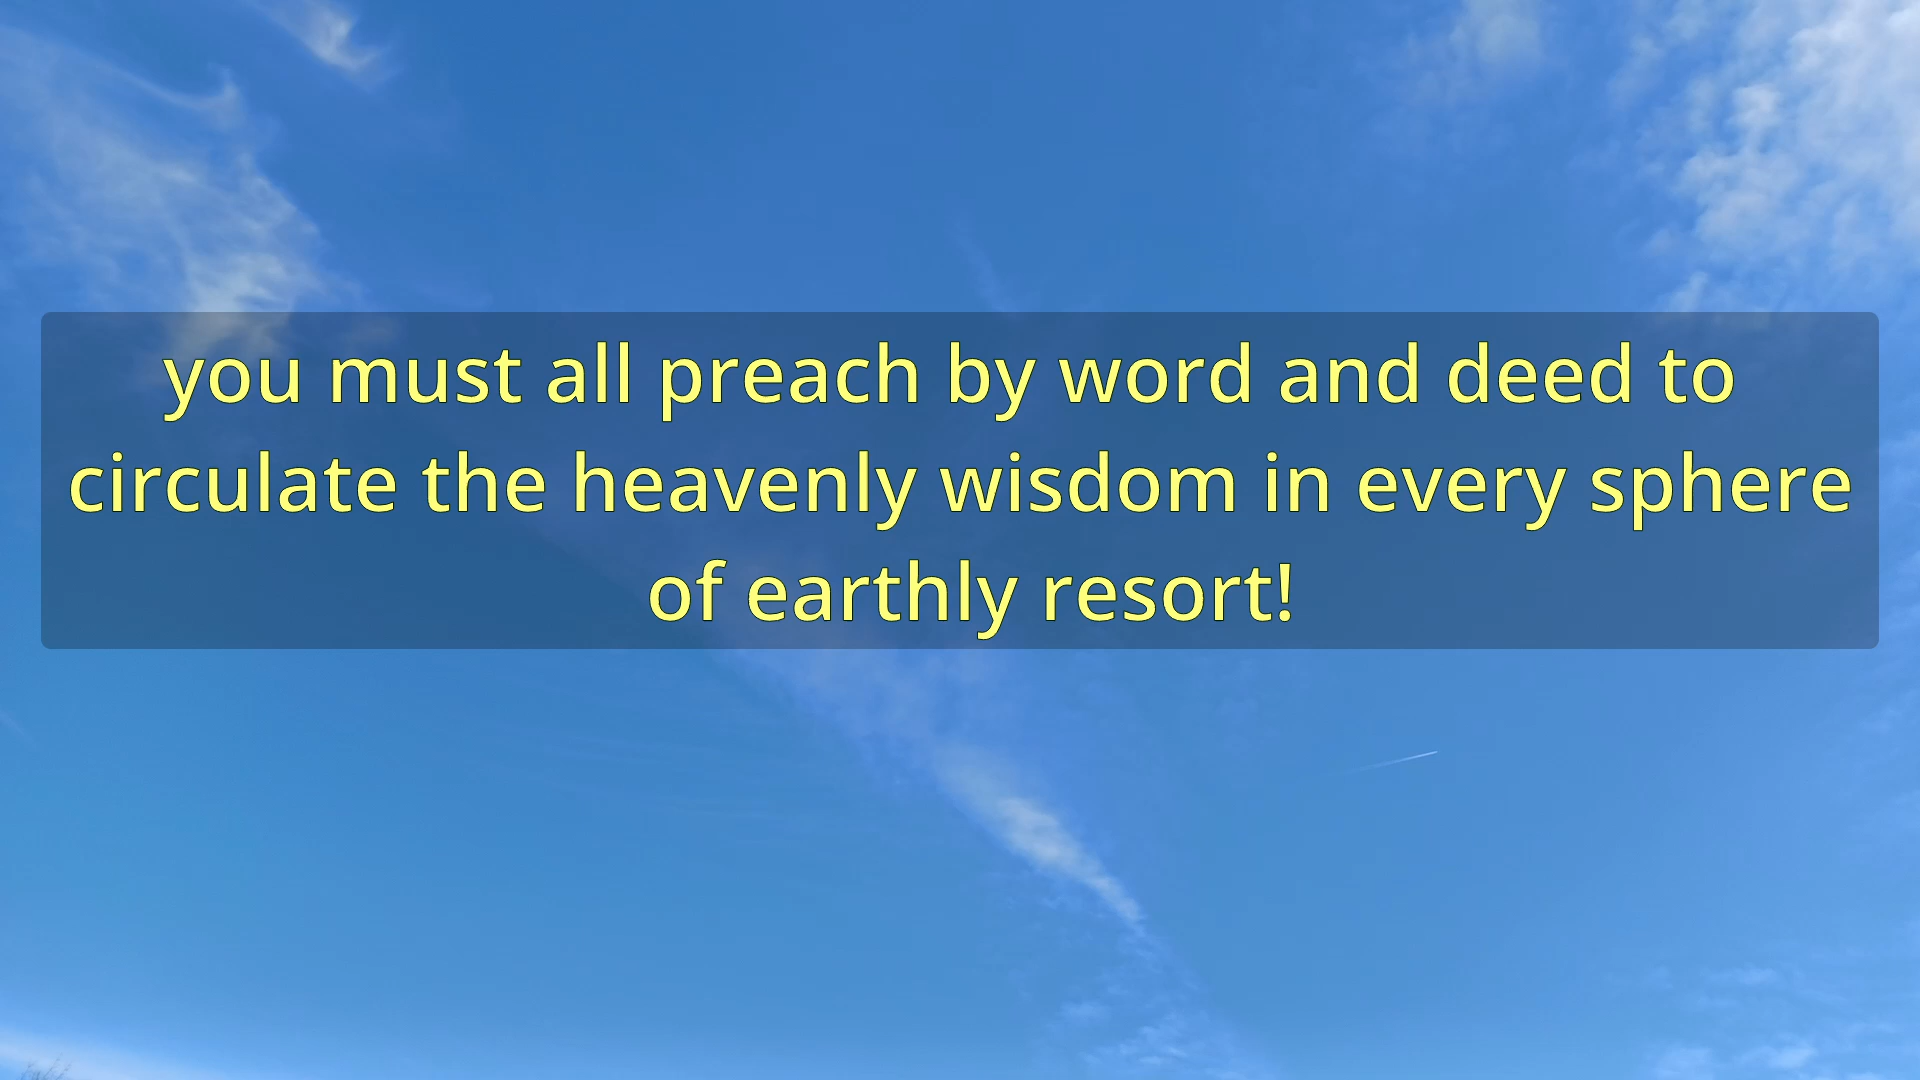 you must all preach by word and deed to
circulate the heavenly wisdom in every sphere
of earthly resort!